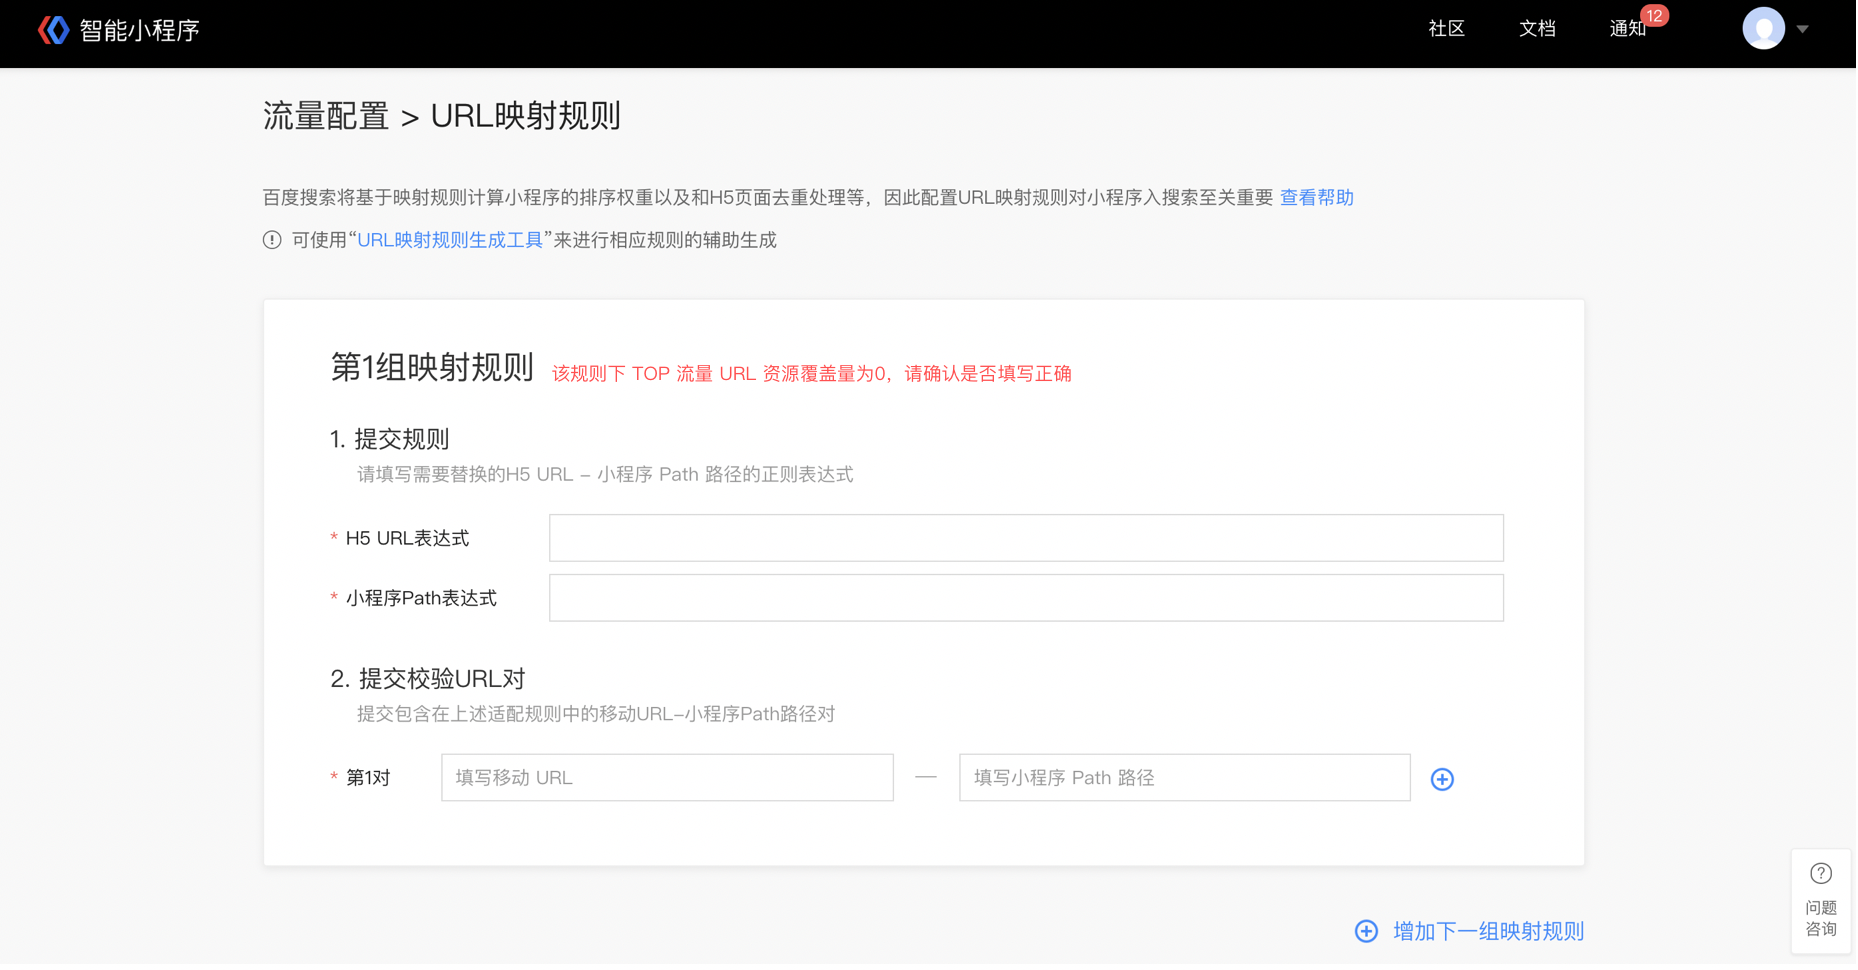 智能小程序
社区
文档
通知
12
流量配置 > URL映射规则
百度搜索将基于映射规则计算小程序的排序权重以及和H5页面去重处理等，因此配置URL映射规则对小程序入搜索至关重要 查看帮助
可使用“URL映射规则生成工具”来进行相应规则的辅助生成
第1组映射规则 该规则下 TOP 流量 URL 资源覆盖量为0，请确认是否填写正确
1. 提交规则
请填写需要替换的H5 URL - 小程序 Path 路径的正则表达式
* H5 URL表达式
* 小程序Path表达式
2. 提交校验URL对
提交包含在上述适配规则中的移动URL-小程序Path路径对
* 第1对 填写移动 URL — 填写小程序 Path 路径
增加下一组映射规则
问题
咨询